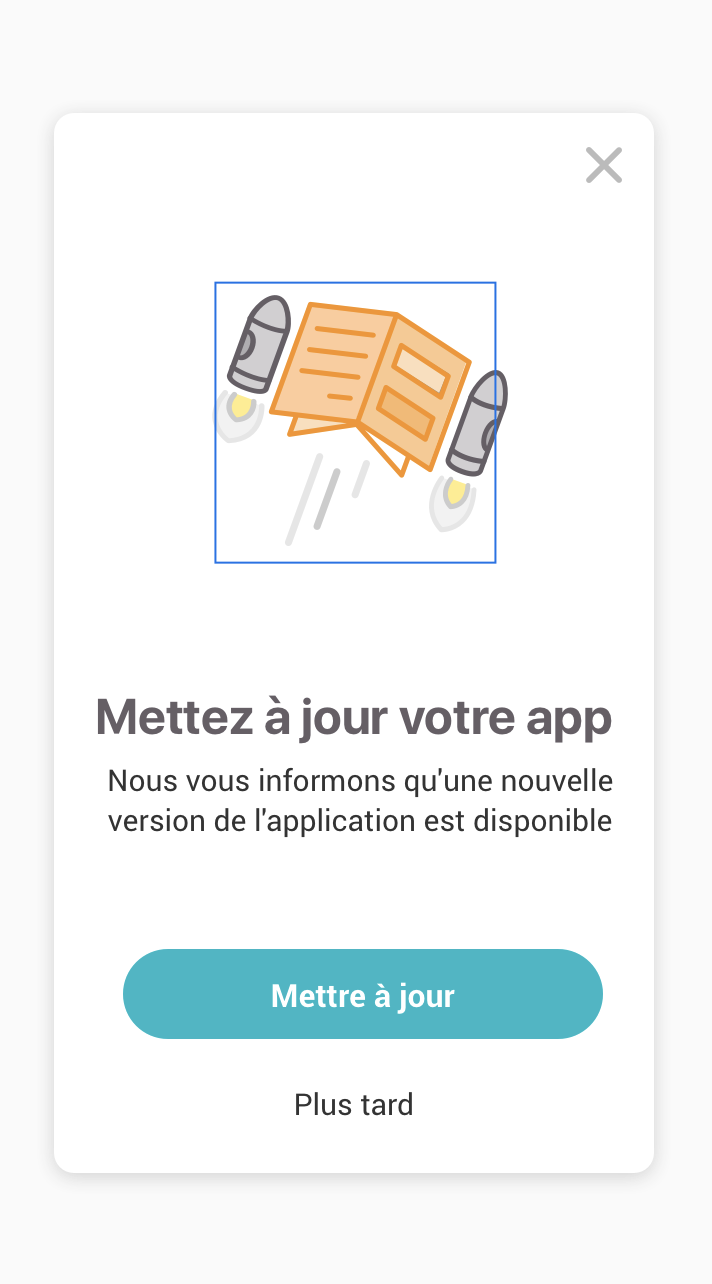 Mettez à jour votre app
Nous vous informons qu'une nouvelle
version de l'application est disponible
Mettre à jour
Plus tard